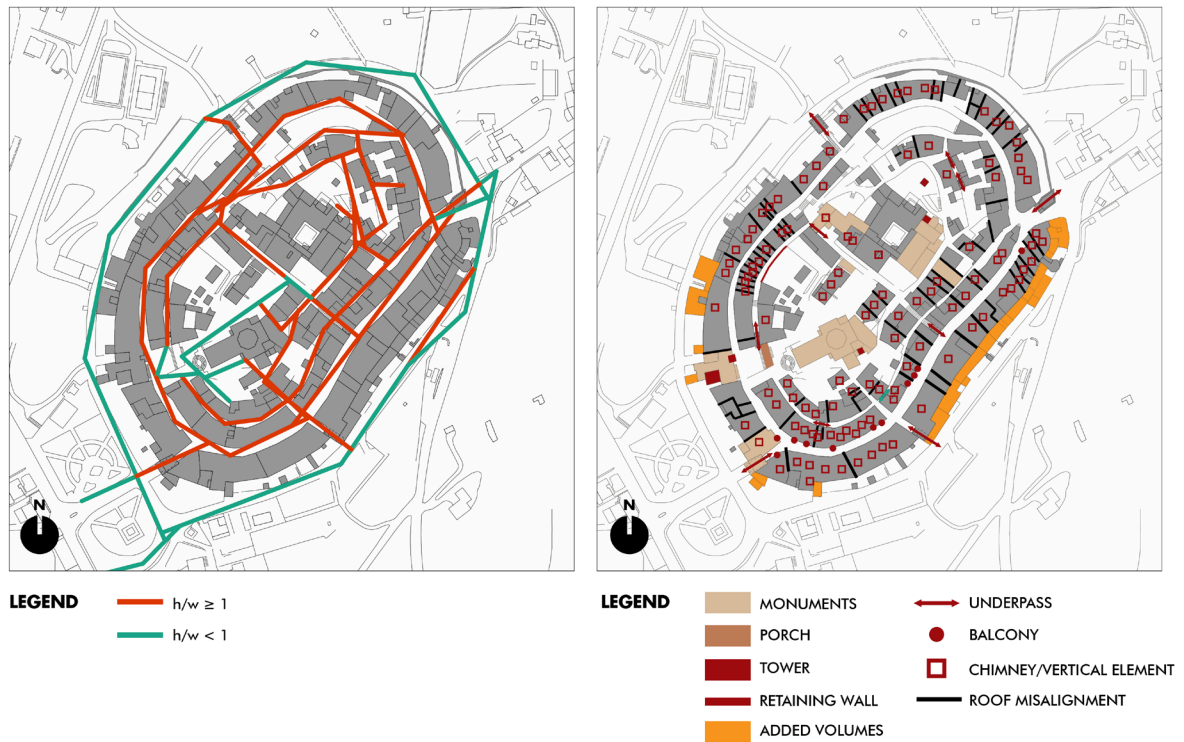 N
N
LEGEND
h/w ≥ 1
h/w < 1
LEGEND
MONUMENTS
PORCH
TOWER
RETAINING WALL
ADDED VOLUMES
UNDERPASS
BALCONY
CHIMNEY/VERTICAL ELEMENT
ROOF MISALIGNMENT